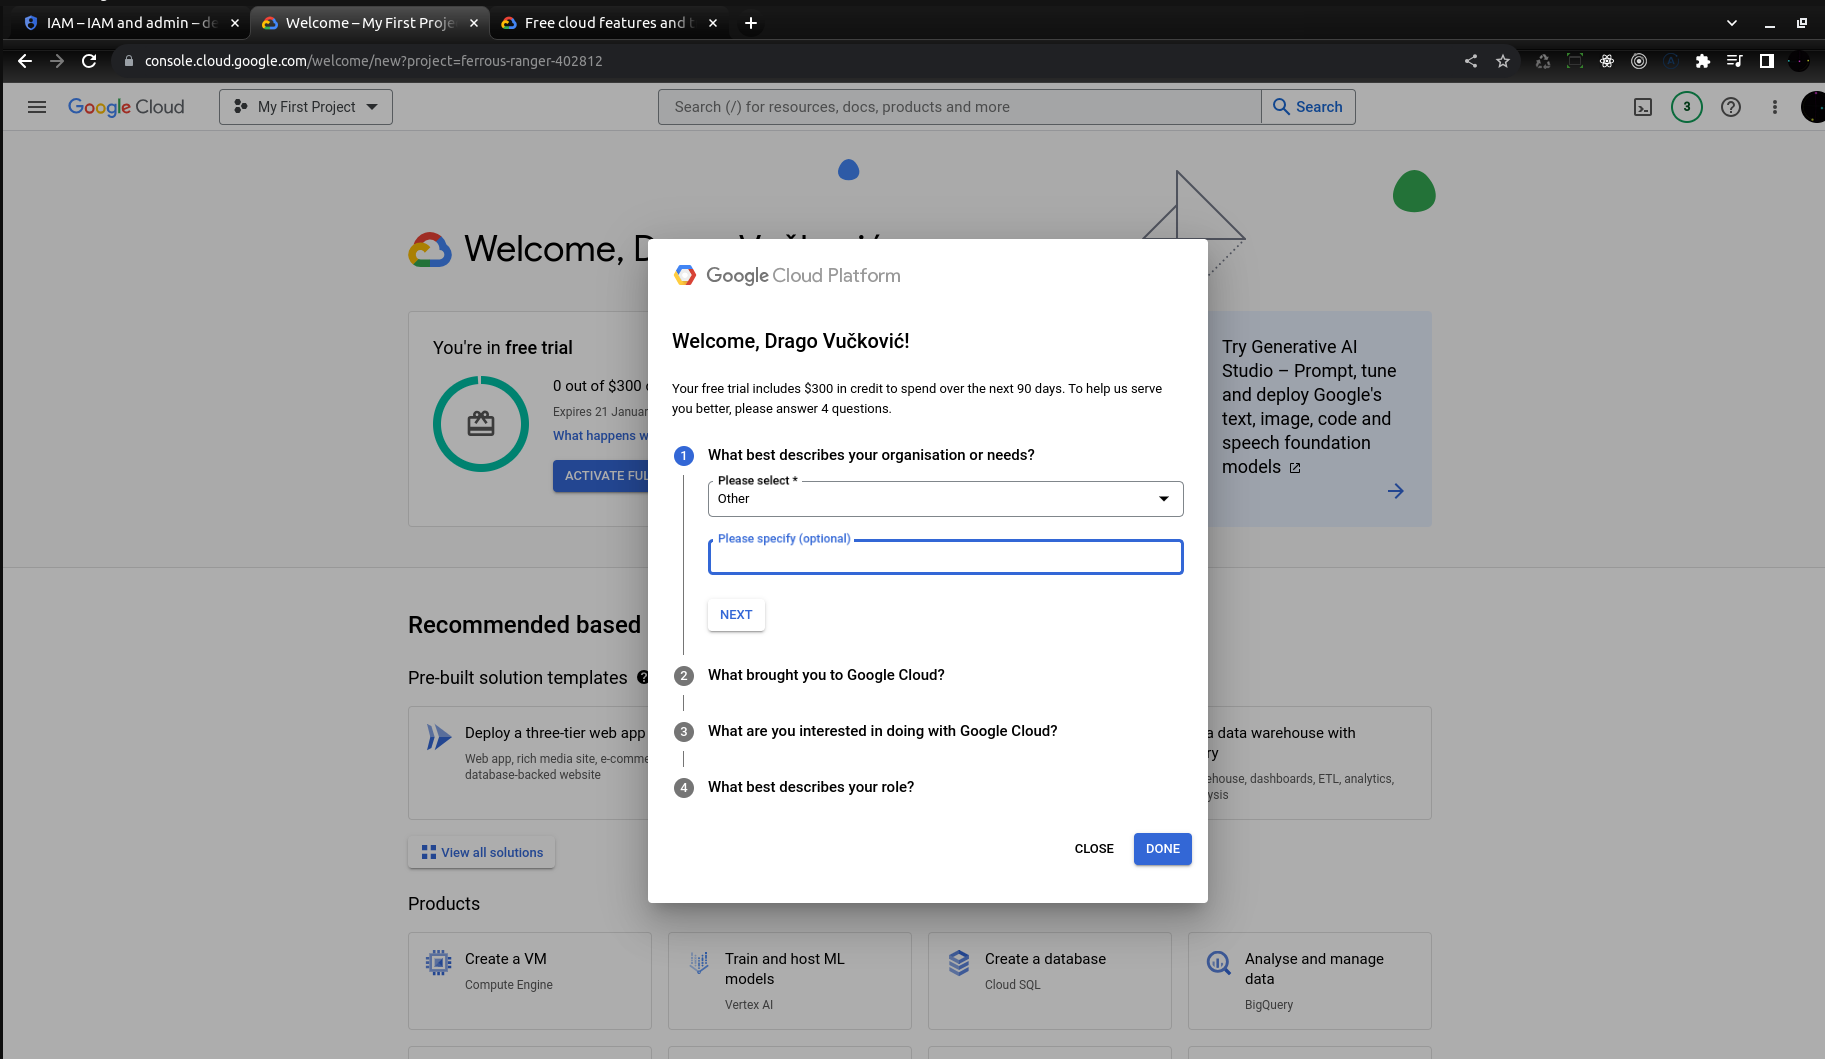 IAM – IAM and admin – de
Welcome – My First Proje
Free cloud features and t
console.cloud.google.com/welcome/new?project=ferrous-ranger-402812
Google Cloud
My First Project
Search (/) for resources, docs, products and more
Search
3
Welcome, D
You're in free trial
0 out of $300
Expires 21 Januar
What happens w
ACTIVATE FUL
Try Generative AI
Studio – Prompt, tune
and deploy Google's
text, image, code and
speech foundation
models
Google Cloud Platform
Welcome, Drago Vučković!
Your free trial includes $300 in credit to spend over the next 90 days. To help us serve
you better, please answer 4 questions.
1 What best describes your organisation or needs?
Please select *
Other
Please specify (optional)
NEXT
2 What brought you to Google Cloud?
3 What are you interested in doing with Google Cloud?
4 What best describes your role?
CLOSE
DONE
Recommended based
Pre-built solution templates
Deploy a three-tier web app
Web app, rich media site, e-comme
database-backed website
a data warehouse with
ry
ehouse, dashboards, ETL, analytics,
ysis
View all solutions
Products
Create a VM
Compute Engine
Train and host ML
models
Vertex AI
Create a database
Cloud SQL
Analyse and manage
data
BigQuery